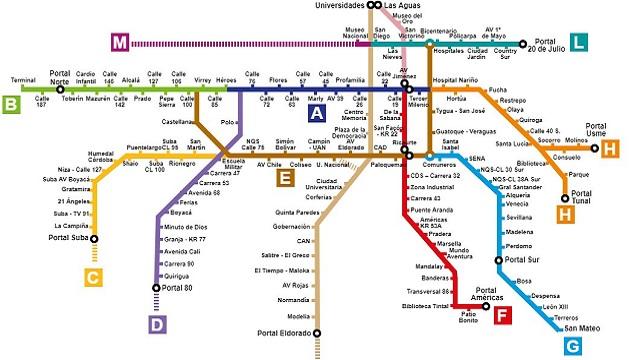 Universidades
Las Aguas
Museo del
Oro
Museo
Nacional
San
Diego
San
Victorino
Bicentenario
Policarpa
AV 1ª
de Mayo
M
Las
Nieves
Hospitales
Ciudad
Jardín
Country
Sur
Portal
20 de Julio
L
Terminal
Portal
Norte
Cardio
Infantil
Calle
146
Alcalá
Calle
127
Calle
106
Virrey
Héroes
Calle
76
Flores
Calle
57
Calle
45
Profamilia
Calle
26
Calle
22
AV
Jiménez
Hospital Nariño
B
Calle
187
Toberín
Mazurén
Calle
142
Prado
Pepe
Sierra
Calle
100
Calle
85
Calle
72
A
Calle
63
Marly
AV 39
Calle
19
Tercer
Milenio
Hortúa
Fucha
Restrepo
Olaya
Quiroga
Calle 40 S.
Santa Lucía
Socorro
Molinos
Portal
Usme
H
Consuelo
Biblioteca
Parque
Portal
Tunal
H
Castellana
Polo
Centro
Memoria
Plaza de la
Democracia
De la
Sabana
San Façon
- KR 22
Tygua - San José
Guatoque - Veraguas
Humedal
Córdoba
Puentelargo
Suba
CL 95
San
Martín
Escuela
Militar
NQS
Calle 75
Simón
Bolívar
Campín
- UAN
AV
Eldorado
CAD
Ricaurte
Santa
Isabel
Niza - Calle 127
Shaio
Suba
CL 100
Rionegro
AV Chile
Coliseo
U. Nacional
Paloquemao
Comuneros
SENA
E
Suba AV Boyacá
Gratamira
21 Ángeles
Suba - TV 91
La Campiña
Portal Suba
C
Carrera 47
Carrera 53
Avenida 68
Ferias
Boyacá
Minuto de Dios
Granja - KR 77
Avenida Cali
Carrera 90
Quirigua
Portal 80
D
Ciudad
Universitaria
Corferias
Quinta Paredes
Gobernación
CAN
Salitre - El Greco
El Tiempo - Maloka
AV Rojas
Normandía
Modelia
Portal Eldorado
CDS – Carrera 32
Zona Industrial
Carrera 43
Puente Aranda
Américas
KR 53A
Pradera
Marsella
Mundo
Aventura
Mandalay
Banderas
Transversal 86
Biblioteca Tintal
Patio
Bonito
Portal
Américas
F
NQS-CL 30 Sur
NQS-CL 38A Sur
Gral Santander
Alquería
Venecia
Sevillana
Madelena
Perdomo
Portal Sur
Bosa
Despensa
León XIII
Terreros
San Mateo
G